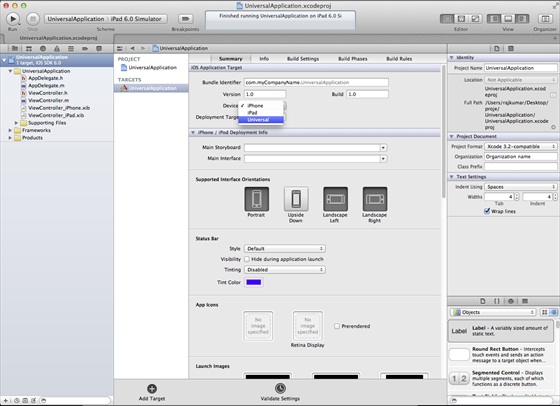 UniversalApplication.xcodeproj
UniversalApplication iPad 6.0 Simulator
Finished running UniversalApplication on iPad 6.0 Si
Run Stop Scheme Breakpoints Editor View Organizer
UniversalApplication.xcodeproj
UniversalApplication
1 target, iOS SDK 6.0
UniversalApplication
AppDelegate.h
AppDelegate.m
ViewController.h
ViewController.m
ViewController_iPhone.xib
ViewController_iPad.xib
Supporting Files
Frameworks
Products
UniversalApplication
PROJECT
UniversalApplication
TARGETS
UniversalApplication
Summary Info Build Settings Build Phases Build Rules
iOS Application Target
Bundle Identifier com.myCompanyName.UniversalApplication
Version 1.0 Build 1.0
Device
iPhone
iPad
Universal
Deployment Target
iPhone / iPod Deployment Info
Main Storyboard
Main Interface
Supported Interface Orientations
Portrait Upside Down Landscape Left Landscape Right
Status Bar
Style Default
Visibility Hide during application launch
Tinting Disabled
Tint Color
App Icons
No image specified No image specified Prerendered
Retina Display
Launch Images
Add Target Validate Settings
Identity
Project Name UniversalApplication
Location Not Applicable
UniversalApplication.xcodeproj
Full Path /Users/rajkumar/Desktop/
proje/
UniversalApplication/
UniversalApplication.xcodeproj
Project Document
Project Format Xcode 3.2-compatible
Organization Organization name
Class Prefix
Text Settings
Indent Using Spaces
Widths 4 4
Tab Indent
Wrap lines
Objects
Label Label - A variably sized amount of static text.
Round Rect Button - Intercepts touch events and sends an action message to a target object when...
1 2 Segmented Control - Displays multiple segments, each of which functions as a discrete button.